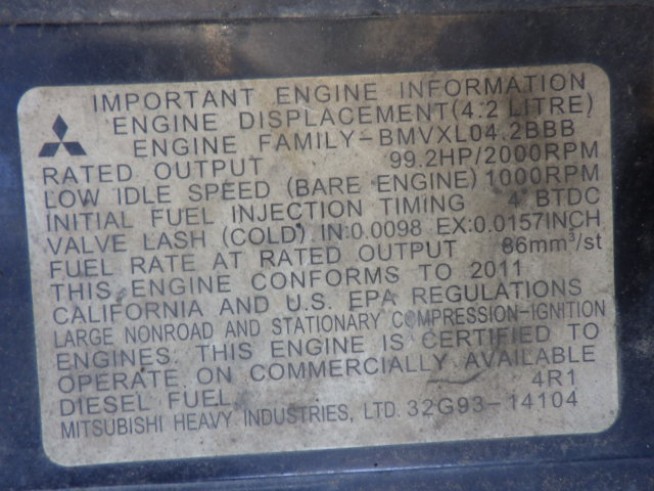 IMPORTANT ENGINE INFORMATION
ENGINE DISPLACEMENT(4.2 LITRE)
ENGINE FAMILY-BMVXL04.2BBB
RATED OUTPUT 99.2HP/2000RPM
LOW IDLE SPEED (BARE ENGINE) 1000RPM
INITIAL FUEL INJECTION TIMING 4°BTDC
VALVE LASH (COLD) IN:0.0098 EX:0.0157INCH
FUEL RATE AT RATED OUTPUT 86mm³/st
THIS ENGINE CONFORMS TO 2011
CALIFORNIA AND U.S. EPA REGULATIONS
LARGE NONROAD AND STATIONARY COMPRESSION-IGNITION
ENGINES. THIS ENGINE IS CERTIFIED TO
OPERATE ON COMMERCIALLY AVAILABLE
DIESEL FUEL. 4R1
MITSUBISHI HEAVY INDUSTRIES, LTD. 32G93-14104